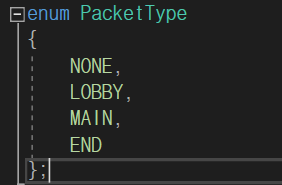 enum PacketType
{
    NONE,
    LOBBY,
    MAIN,
    END
};